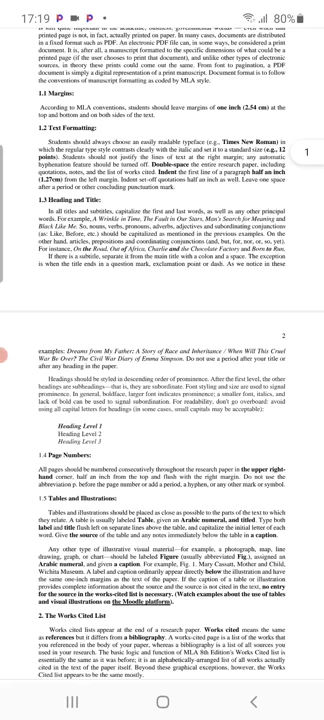 17:19
80%
is still quite important in the academic, business, governmental worlds
printed page is not, in fact, actually printed on paper. In many cases, documents are distributed
in a fixed format such as PDF. An electronic PDF file can, in some ways, be considered a print
document. It is, after all, a manuscript formatted to the specific dimensions of what could be a
printed page (if the user chooses to print that document), and unlike other types of electronic
sources, in theory these prints could come out the same. From font to pagination, a PDF
document is simply a digital representation of a print manuscript. Document format is to follow
the conventions of manuscript formatting as coded by MLA style.
1.1 Margins:
According to MLA conventions, students should leave margins of one inch (2.54 cm) at the
top and bottom and on both sides of the text.
1.2 Text Formatting:
Students should always choose an easily readable typeface (e.g., Times New Roman) in
which the regular type style contrasts clearly with the italic and set it to a standard size (e.g., 12
points). Students should not justify the lines of text at the right margin; any automatic
hyphenation feature should be turned off. Double-space the entire research paper, including
quotations, notes, and the list of works cited. Indent the first line of a paragraph half an inch
(1.27cm) from the left margin. Indent set-off quotations half an inch as well. Leave one space
after a period or other concluding punctuation mark.
1
1.3 Heading and Title:
In all titles and subtitles, capitalize the first and last words, as well as any other principal
words. For example, A Wrinkle in Time, The Fault in Our Stars, Man's Search for Meaning and
Black Like Me. So, nouns, verbs, pronouns, adverbs, adjectives and subordinating conjunctions
(as: Like, Before, etc.) should be capitalized as mentioned in the previous examples. On the
other hand, articles, prepositions and coordinating conjunctions (and, but, for, nor, or, so, yet).
For instance, On the Road, Out of Africa, Charlie and the Chocolate Factory and Born to Run.
If there is a subtitle, separate it from the main title with a colon and a space. The exception
is when the title ends in a question mark, exclamation point or dash. As we notice in these
2
examples: Dreams from My Father: A Story of Race and Inheritance / When Will This Cruel
War Be Over? The Civil War Diary of Emma Simpson. Do not use a period after your title or
after any heading in the paper.
Headings should be styled in descending order of prominence. After the first level, the other
headings are subheadings—that is, they are subordinate. Font styling and size are used to signal
prominence. In general, boldface, larger font indicates prominence; a smaller font, italics, and
lack of bold can be used to signal subordination. For readability, don't go overboard: avoid
using all capital letters for headings (in some cases, small capitals may be acceptable):
Heading Level 1
Heading Level 2
Heading Level 3
1.4 Page Numbers:
All pages should be numbered consecutively throughout the research paper in the upper right-
hand corner, half an inch from the top and flush with the right margin. Do not use the
abbreviation p. before the page number or add a period, a hyphen, or any other mark or symbol.
1.5 Tables and Illustrations:
Tables and illustrations should be placed as close as possible to the parts of the text to which
they relate. A table is usually labeled Table, given an Arabic numeral, and titled. Type both
label and title flush left on separate lines above the table, and capitalize the initial letter of each
word. Give the source of the table and any notes immediately below the table in a caption.
Any other type of illustrative visual material—for example, a photograph, map, line
drawing, graph, or chart—should be labeled Figure (usually abbreviated Fig.), assigned an
Arabic numeral, and given a caption. For example, Fig. 1. Mary Cassatt, Mother and Child,
Wichita Museum. A label and caption ordinarily appear directly below the illustration and have
the same one-inch margins as the text of the paper. If the caption of a table or illustration
provides complete information about the source and the source is not cited in the text, no entry
for the source in the works-cited list is necessary. (Watch examples about the use of tables
and visual illustrations on the Moodle platform).
2. The Works Cited List
Works cited lists appear at the end of a research paper. Works cited means the same
as references but it differs from a bibliography. A works-cited page is a list of the works that
you referenced in the body of your paper, whereas a bibliography is a list of all sources you
used in your research. The basic logic and function of MLA 8th Edition's Works Cited list is
essentially the same as it was before; it is an alphabetically-arranged list of all works actually
cited in the text of the paper itself. Beyond these graphical exceptions, however, the Works
Cited list appears to be the same mostly.